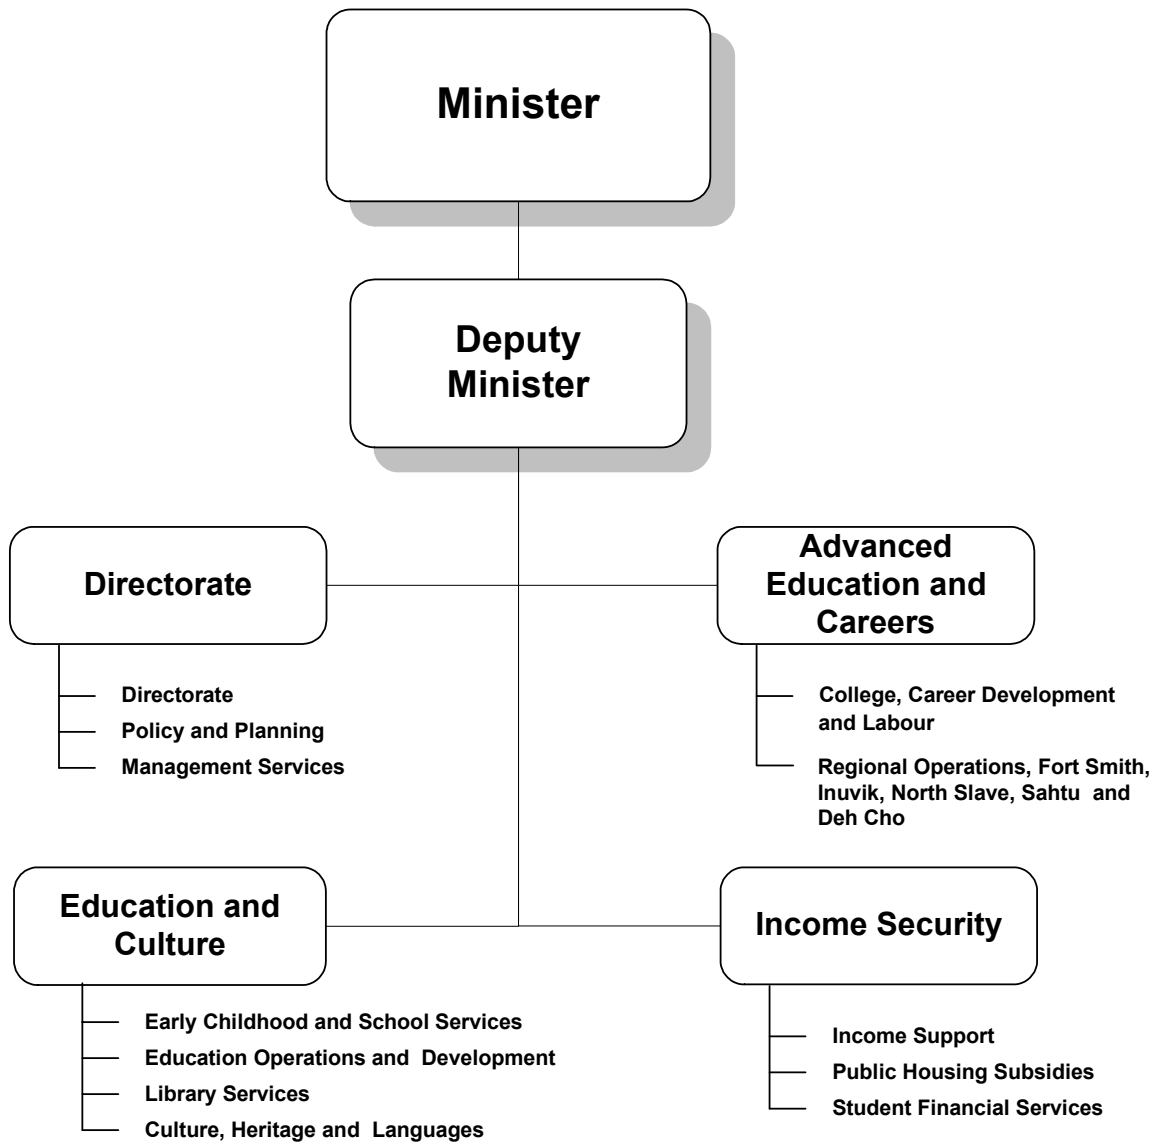 Minister
Deputy
Minister
Directorate
Directorate
Policy and Planning
Management Services
Advanced
Education and
Careers
College, Career Development
and Labour
Regional Operations, Fort Smith,
Inuvik, North Slave, Sahtu and
Deh Cho
Education and
Culture
Early Childhood and School Services
Education Operations and Development
Library Services
Culture, Heritage and Languages
Income Security
Income Support
Public Housing Subsidies
Student Financial Services